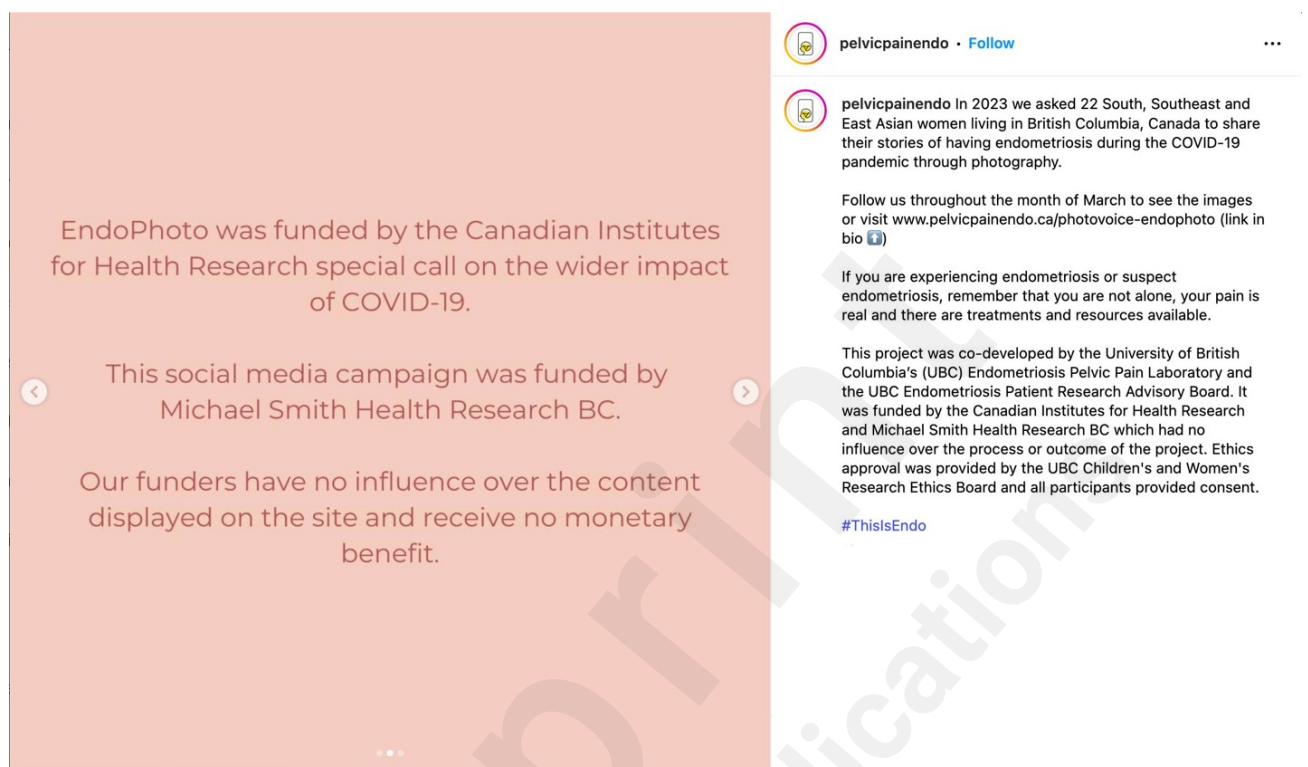 EndoPhoto was funded by the Canadian Institutes
for Health Research special call on the wider impact
of COVID-19.
This social media campaign was funded by
Michael Smith Health Research BC.
Our funders have no influence over the content
displayed on the site and receive no monetary
benefit.
pelvicpainendo • Follow
pelvicpainendo In 2023 we asked 22 South, Southeast and
East Asian women living in British Columbia, Canada to share
their stories of having endometriosis during the COVID-19
pandemic through photography.
Follow us throughout the month of March to see the images
or visit www.pelvicpainendo.ca/photovoice-endophoto (link in
bio ⬆️)
If you are experiencing endometriosis or suspect
endometriosis, remember that you are not alone, your pain is
real and there are treatments and resources available.
This project was co-developed by the University of British
Columbia's (UBC) Endometriosis Pelvic Pain Laboratory and
the UBC Endometriosis Patient Research Advisory Board. It
was funded by the Canadian Institutes for Health Research
and Michael Smith Health Research BC which had no
influence over the process or outcome of the project. Ethics
approval was provided by the UBC Children's and Women's
Research Ethics Board and all participants provided consent.
#ThisIsEndo
print
lications